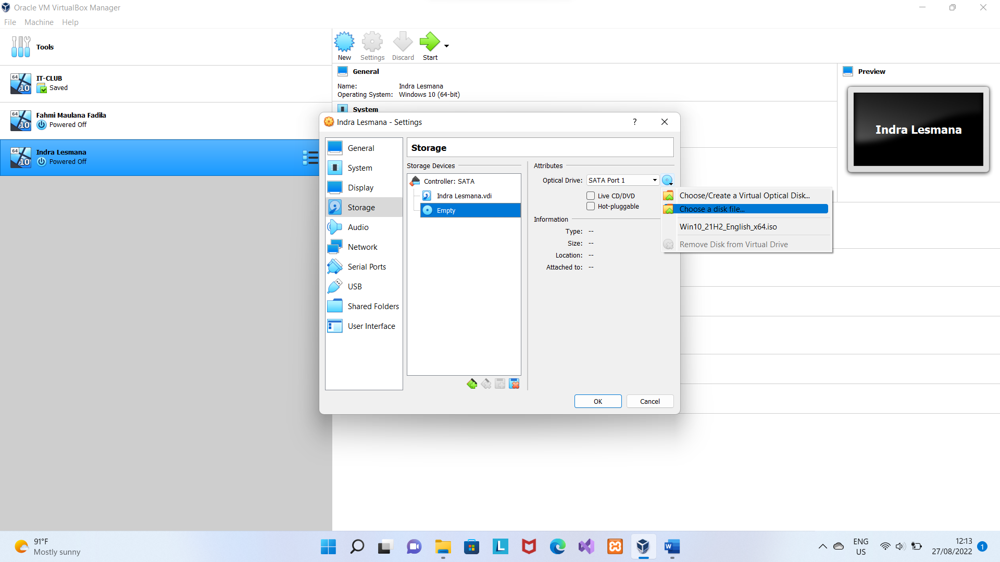 Oracle VM VirtualBox Manager
File Machine Help
Tools
New Settings Discard Start
64
10
IT-CLUB
Saved
64
10
Fahmi Maulana Fadila
Powered Off
64
10
Indra Lesmana
Powered Off
General
Name: Indra Lesmana
Operating System: Windows 10 (64-bit)
System
Preview
Indra Lesmana
Indra Lesmana - Settings
?
General
System
Display
Storage
Audio
Network
Serial Ports
USB
Shared Folders
User Interface
Storage
Storage Devices
Controller: SATA
Indra Lesmana.vdi
Empty
Attributes
Optical Drive: SATA Port 1
Live CD/DVD
Hot-pluggable
Information
Type: --
Size: --
Location: --
Attached to: --
Choose/Create a Virtual Optical Disk...
Choose a disk file...
Win10_21H2_English_x64.iso
Remove Disk from Virtual Drive
OK Cancel
91°F
Mostly sunny
L
W
ENG
US
12:13
27/08/2022
1